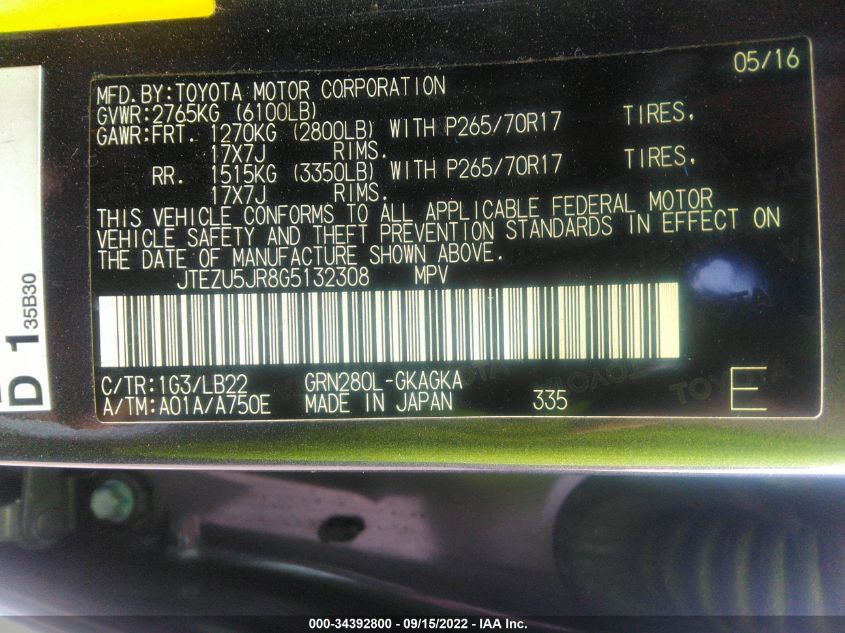 05/16
MFD.BY:TOYOTA MOTOR CORPORATION
GVWR:2765KG (6100LB)
GAWR:FRT. 1270KG (2800LB) WITH P265/70R17 TIRES,
17X7J RIMS.
RR. 1515KG (3350LB) WITH P265/70R17 TIRES,
17X7J RIMS.
THIS VEHICLE CONFORMS TO ALL APPLICABLE FEDERAL MOTOR
VEHICLE SAFETY AND THEFT PREVENTION STANDARDS IN EFFECT ON
THE DATE OF MANUFACTURE SHOWN ABOVE.
JTEZU5JR8G5132308 MPV
C/TR:1G3/LB22 GRN280L-GKAGKA
A/TM:A01A/A750E MADE IN JAPAN 335 E
D 1 35B30
TOYOTA
000-34392800 - 09/15/2022 - IAA Inc.